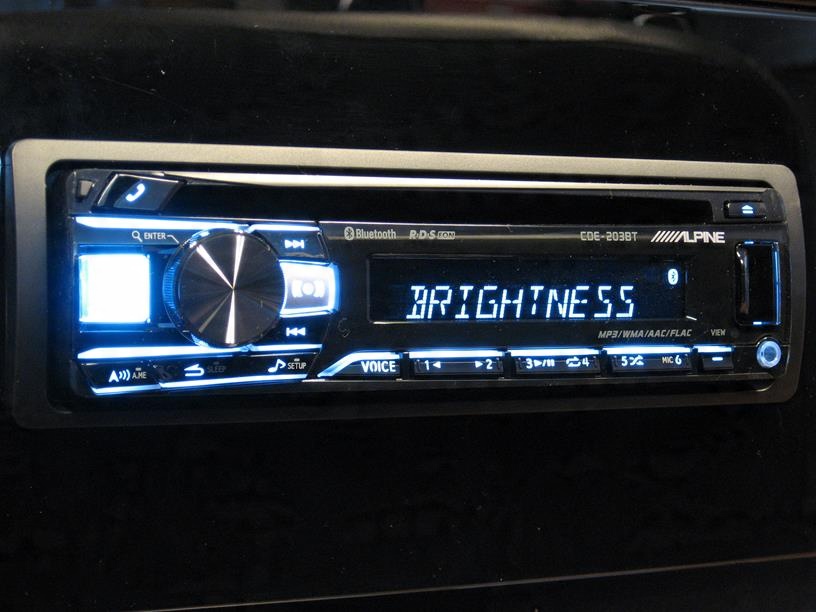 ENTER
Bluetooth R·D·S EON CDE-203BT ALPINE
BRIGHTNESS
MP3/WMA/AAC/FLAC VIEW
A.ME SLEEP SETUP VOICE 1 2 3 4 5 MIC 6